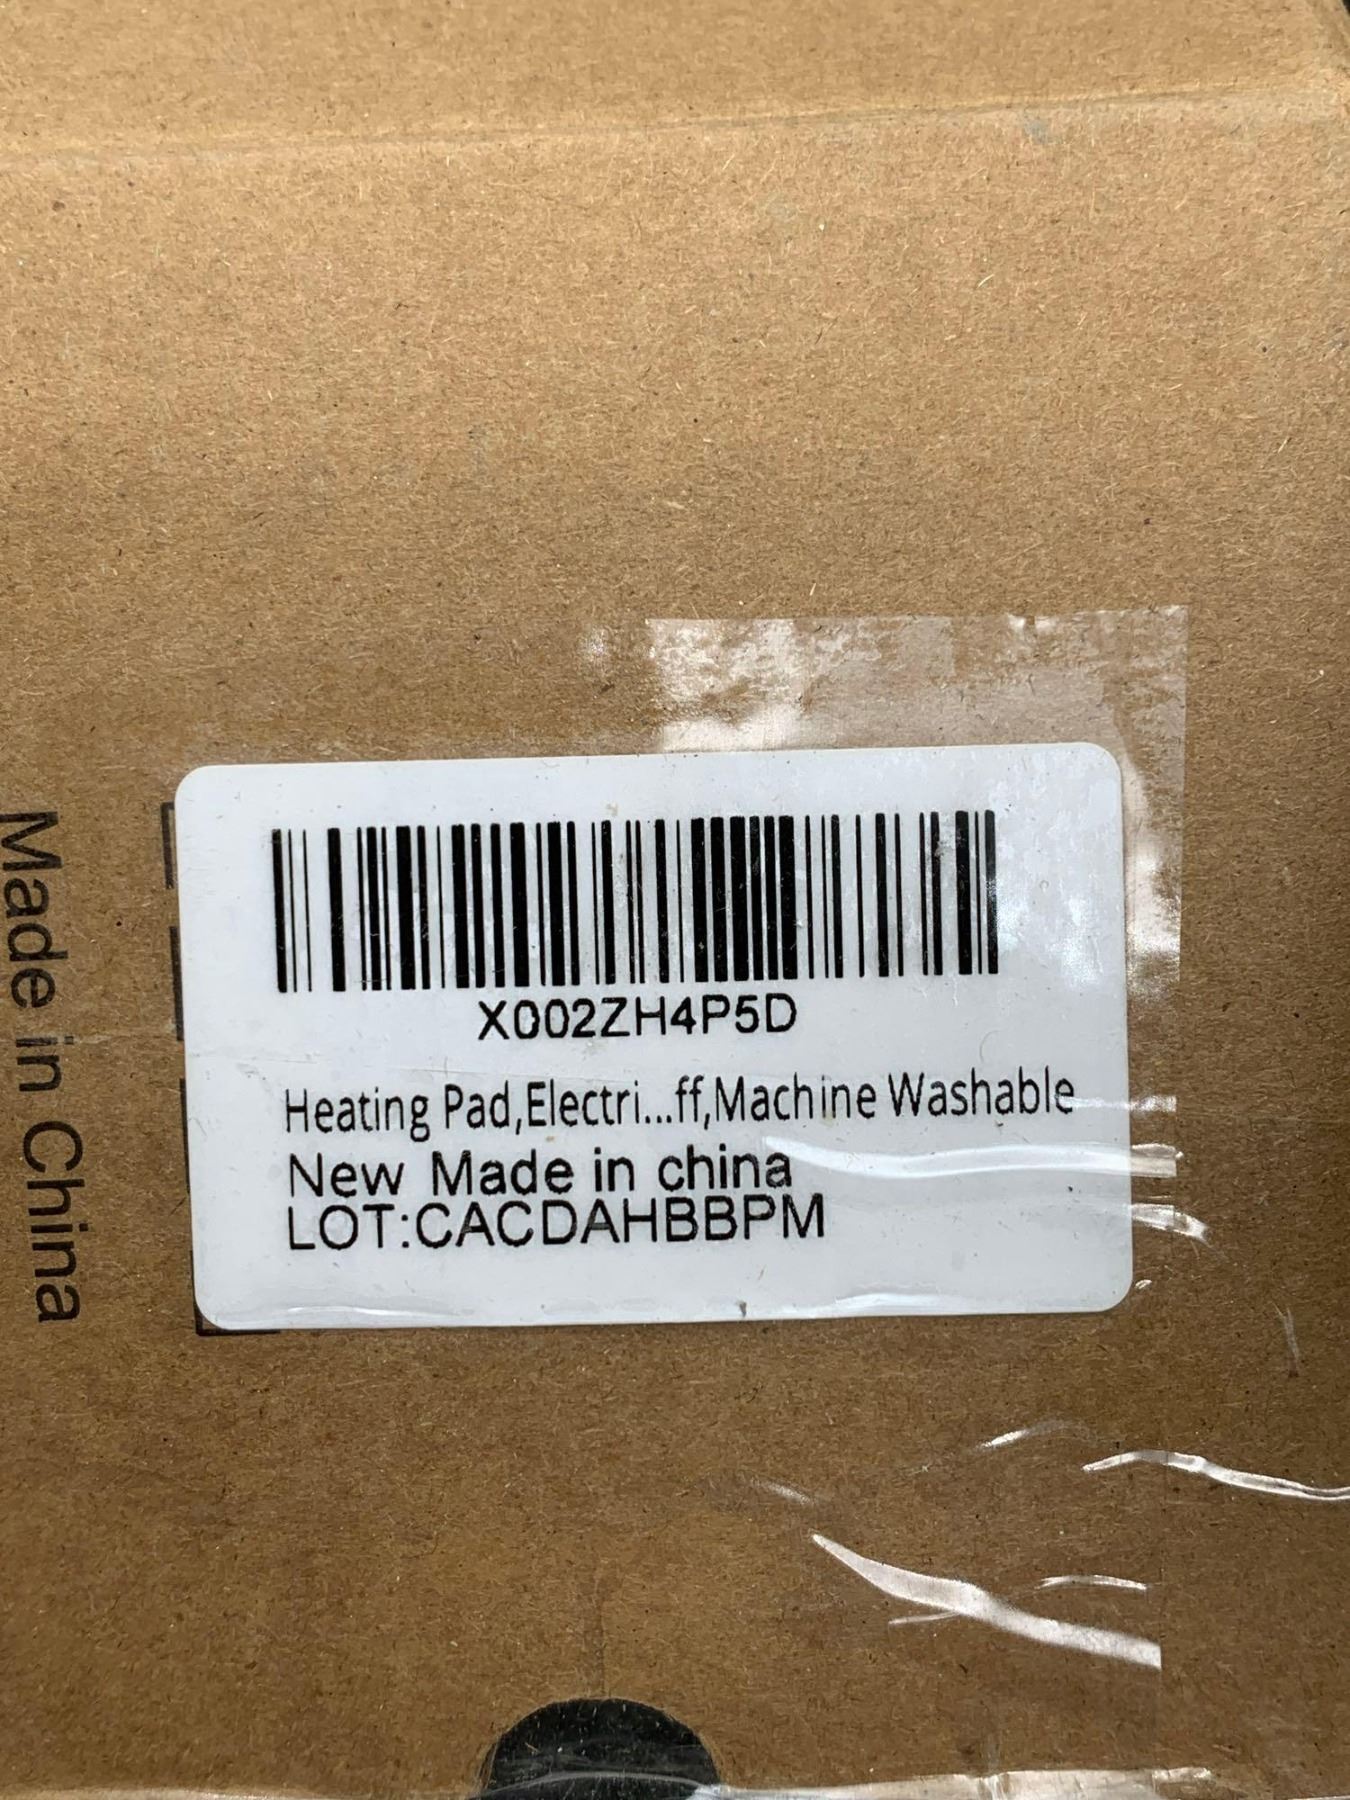 X002ZH4P5D
Heating Pad,Electri...ff,Machine Washable
New Made in china
LOT:CACDAHBBPM
Made in China